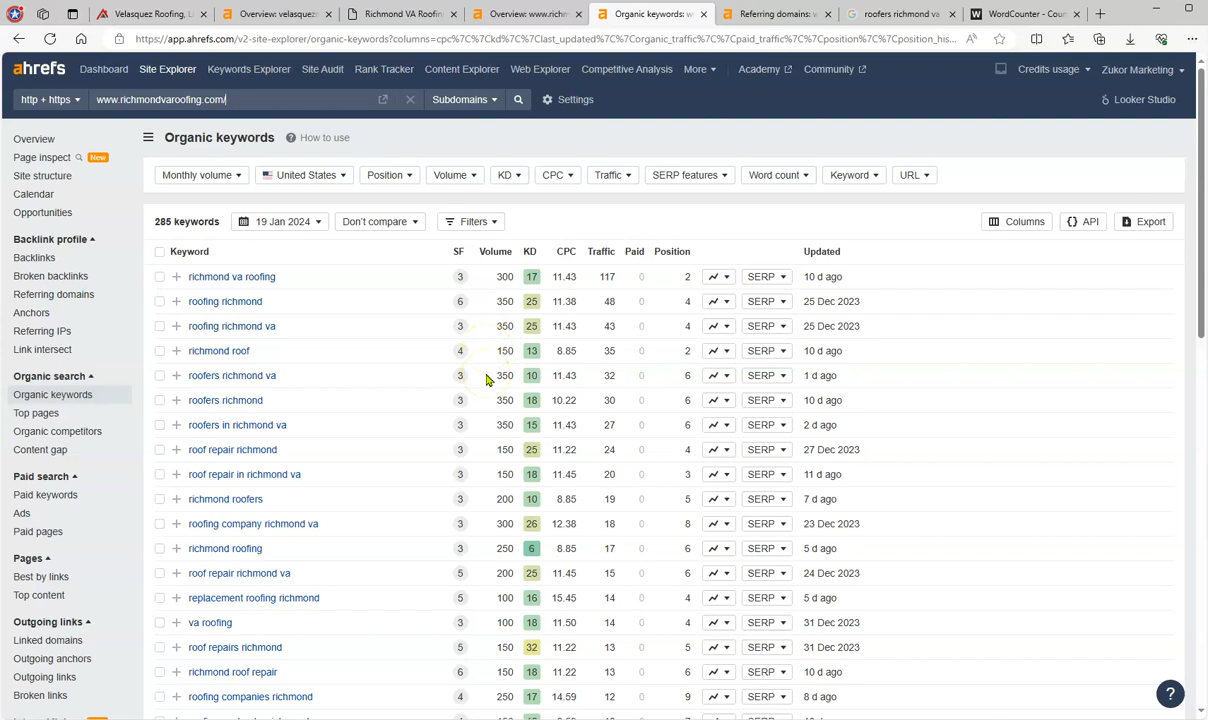 Velasquez Roofing, L
Overview: velasquez
Richmond VA Roofin
Overview: www.richm
Organic keywords: w
Referring domains: v
roofers richmond va
WordCounter - Coun
https://app.ahrefs.com/v2-site-explorer/organic-keywords?columns=cpc%7C%7Ckd%7C%7Clast_updated%7C%7Corganic_traffic%7C%7Cpaid_traffic%7C%7Cposition%7C%7Cposition_his...
ahrefs Dashboard Site Explorer Keywords Explorer Site Audit Rank Tracker Content Explorer Web Explorer Competitive Analysis More Academy Community Credits usage Zukor Marketing
http + https www.richmondvaroofing.com/ Subdomains Settings Looker Studio
Overview
Page inspect New
Site structure
Calendar
Opportunities
Backlink profile
Backlinks
Broken backlinks
Referring domains
Anchors
Referring IPs
Link intersect
Organic search
Organic keywords
Top pages
Organic competitors
Content gap
Paid search
Paid keywords
Ads
Paid pages
Pages
Best by links
Top content
Outgoing links
Linked domains
Outgoing anchors
Outgoing links
Broken links
Organic keywords How to use
Monthly volume United States Position Volume KD CPC Traffic SERP features Word count Keyword URL
285 keywords 19 Jan 2024 Don't compare Filters Columns API Export
Keyword SF Volume KD CPC Traffic Paid Position Updated
richmond va roofing 3 300 17 11.43 117 0 2 SERP 10 d ago
roofing richmond 6 350 25 11.38 48 0 4 SERP 25 Dec 2023
roofing richmond va 3 350 25 11.43 43 0 4 SERP 25 Dec 2023
richmond roof 4 150 13 8.85 35 0 2 SERP 10 d ago
roofers richmond va 3 350 10 11.43 32 0 6 SERP 1 d ago
roofers richmond 3 350 18 10.22 30 0 6 SERP 10 d ago
roofers in richmond va 3 350 15 11.43 27 0 6 SERP 2 d ago
roof repair richmond 3 150 25 11.22 24 0 4 SERP 27 Dec 2023
roof repair in richmond va 3 150 18 11.45 20 0 3 SERP 11 d ago
richmond roofers 3 200 10 8.85 19 0 5 SERP 7 d ago
roofing company richmond va 3 300 26 12.38 18 0 8 SERP 23 Dec 2023
richmond roofing 3 250 6 8.85 17 0 6 SERP 5 d ago
roof repair richmond va 5 200 25 11.45 15 0 6 SERP 24 Dec 2023
replacement roofing richmond 5 100 16 15.45 14 0 4 SERP 5 d ago
va roofing 3 100 18 11.50 14 0 4 SERP 31 Dec 2023
roof repairs richmond 5 150 32 11.22 13 0 5 SERP 31 Dec 2023
richmond roof repair 6 150 18 11.22 13 0 6 SERP 10 d ago
roofing companies richmond 4 250 17 14.59 12 0 9 SERP 8 d ago